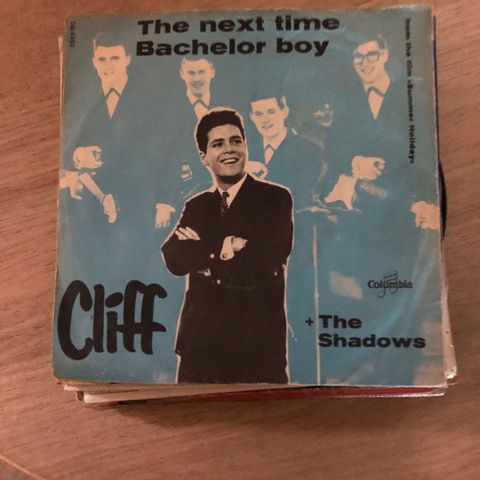 The next time
Bachelor boy
from the film »Summer Holiday«
Cliff
Columbia
+ The
Shadows